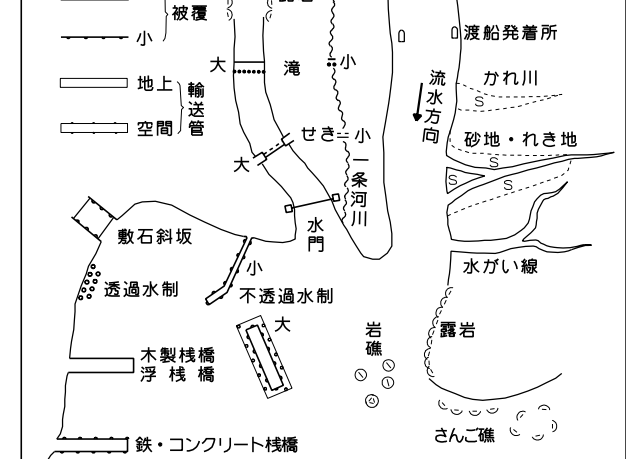 被覆
小
大
滝
小
渡船発着所
地上
輸送管
空間
流水方向
かれ川
S
せき
小
大
砂地・れき地
S
S
S
一条河川
水門
敷石斜坂
小
水がい線
透過水制
不透過水制
大
岩礁
露岩
木製桟橋
浮桟橋
さんご礁
鉄・コンクリート桟橋